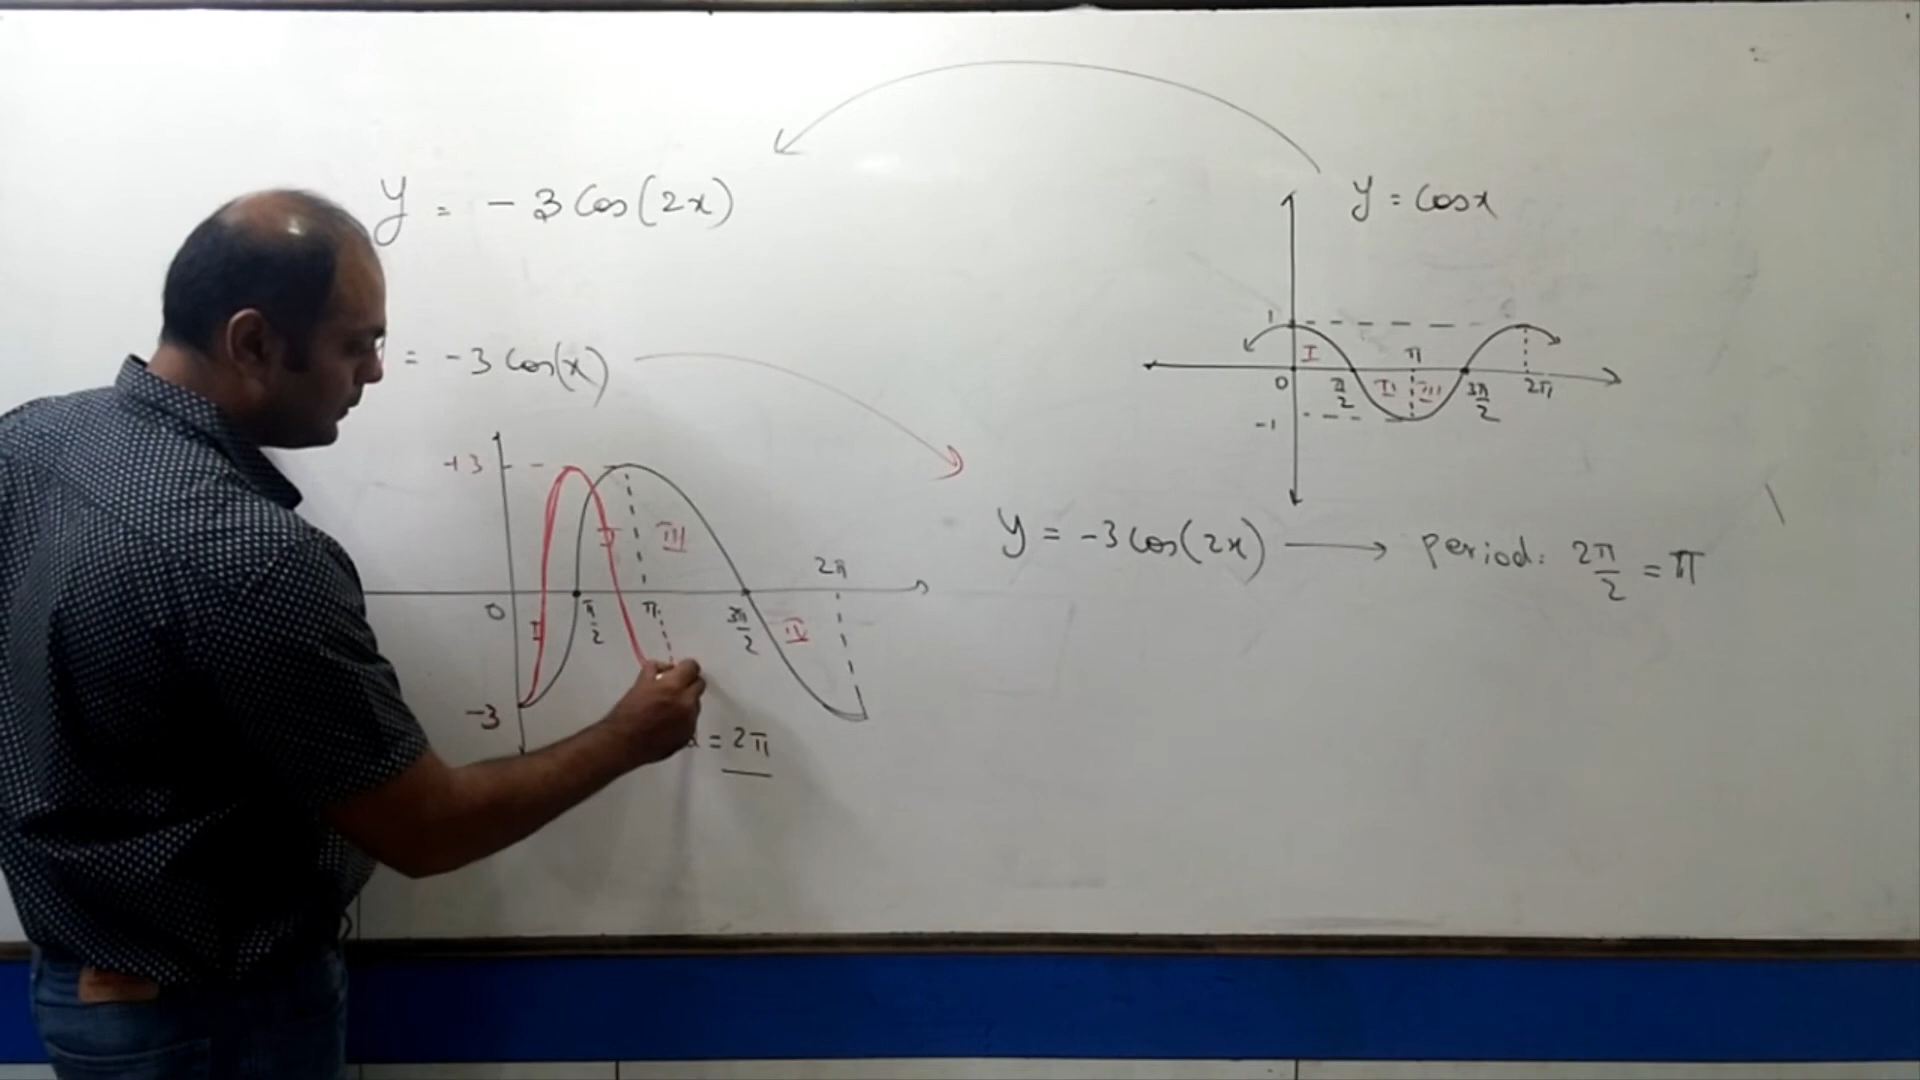 y = - 3 Cos(2x)
= -3 Cos(x)
+3
I
II
III
IV
0
π/2
π
3π/2
2π
-3
= 2π
y = Cosx
1
I
II
III
π
0
π/2
3π/2
2π
-1
y = -3 Cos(2x) → period: 2π/2 = π